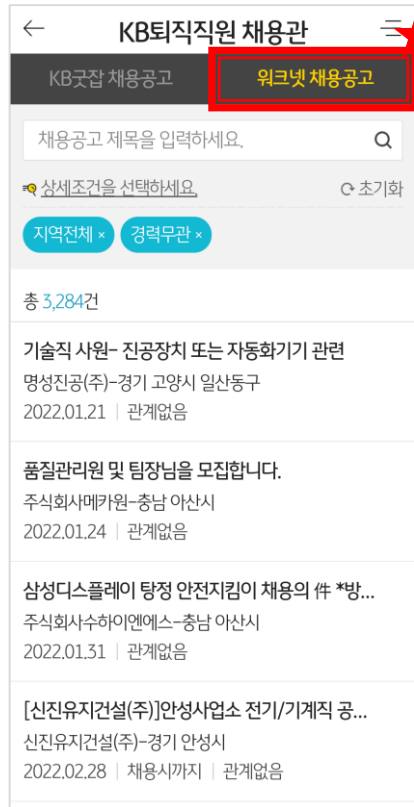 KB퇴직직원 채용관
KB굿잡 채용공고 워크넷 채용공고
채용공고 제목을 입력하세요.
상세조건을 선택하세요. 초기화
지역전체 × 경력무관 ×
총 3,284건
기술직 사원- 진공장치 또는 자동화기기 관련
명성진공(주)-경기 고양시 일산동구
2022.01.21 | 관계없음
품질관리원 및 팀장님을 모집합니다.
주식회사메카원-충남 아산시
2022.01.24 | 관계없음
삼성디스플레이 탕정 안전지킴이 채용의 件 *방...
주식회사수하이엔에스-충남 아산시
2022.01.31 | 관계없음
[신진유지건설(주)]안성사업소 전기/기계직 공...
신진유지건설(주)-경기 안성시
2022.02.28 | 채용시까지 | 관계없음